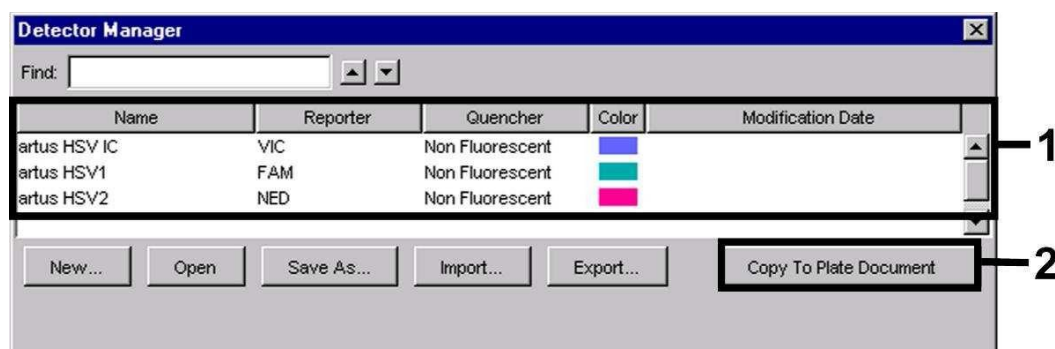 Detector Manager
Find:
Name Reporter Quencher Color Modification Date
artus HSV IC VIC Non Fluorescent
artus HSV1 FAM Non Fluorescent
artus HSV2 NED Non Fluorescent
1
New... Open Save As... Import... Export... Copy To Plate Document
2